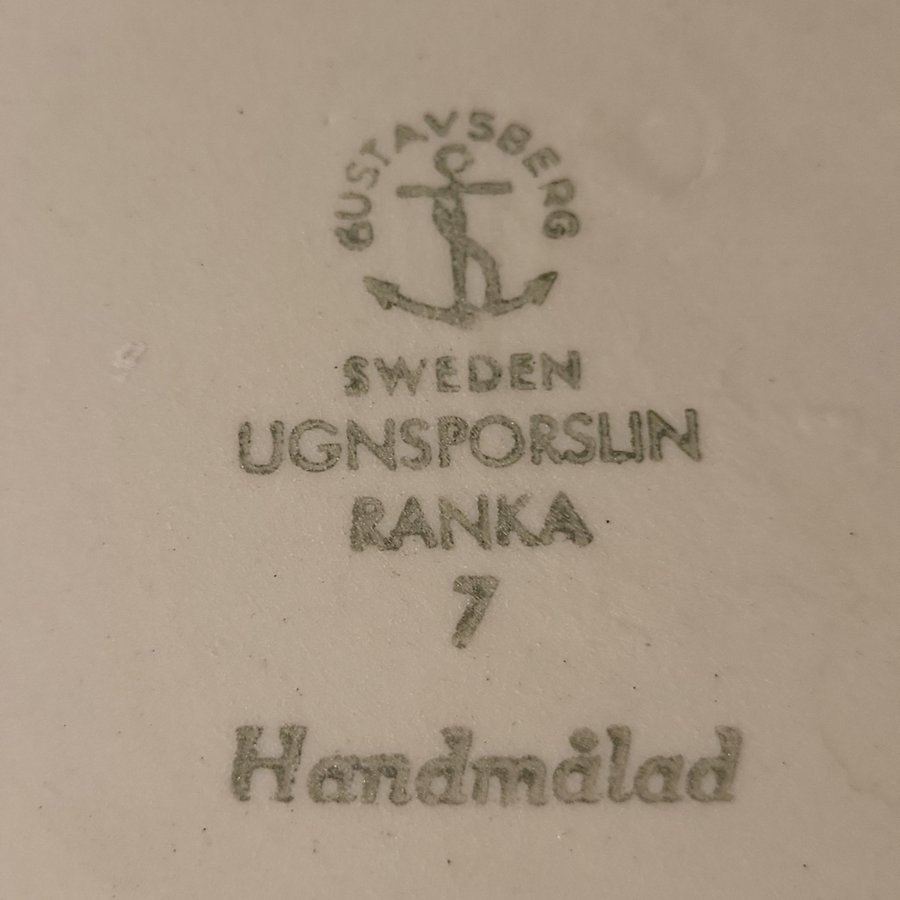 GUSTAVSBERG
SWEDEN
UGNSPORSLIN
RANKA
7
Handmålad